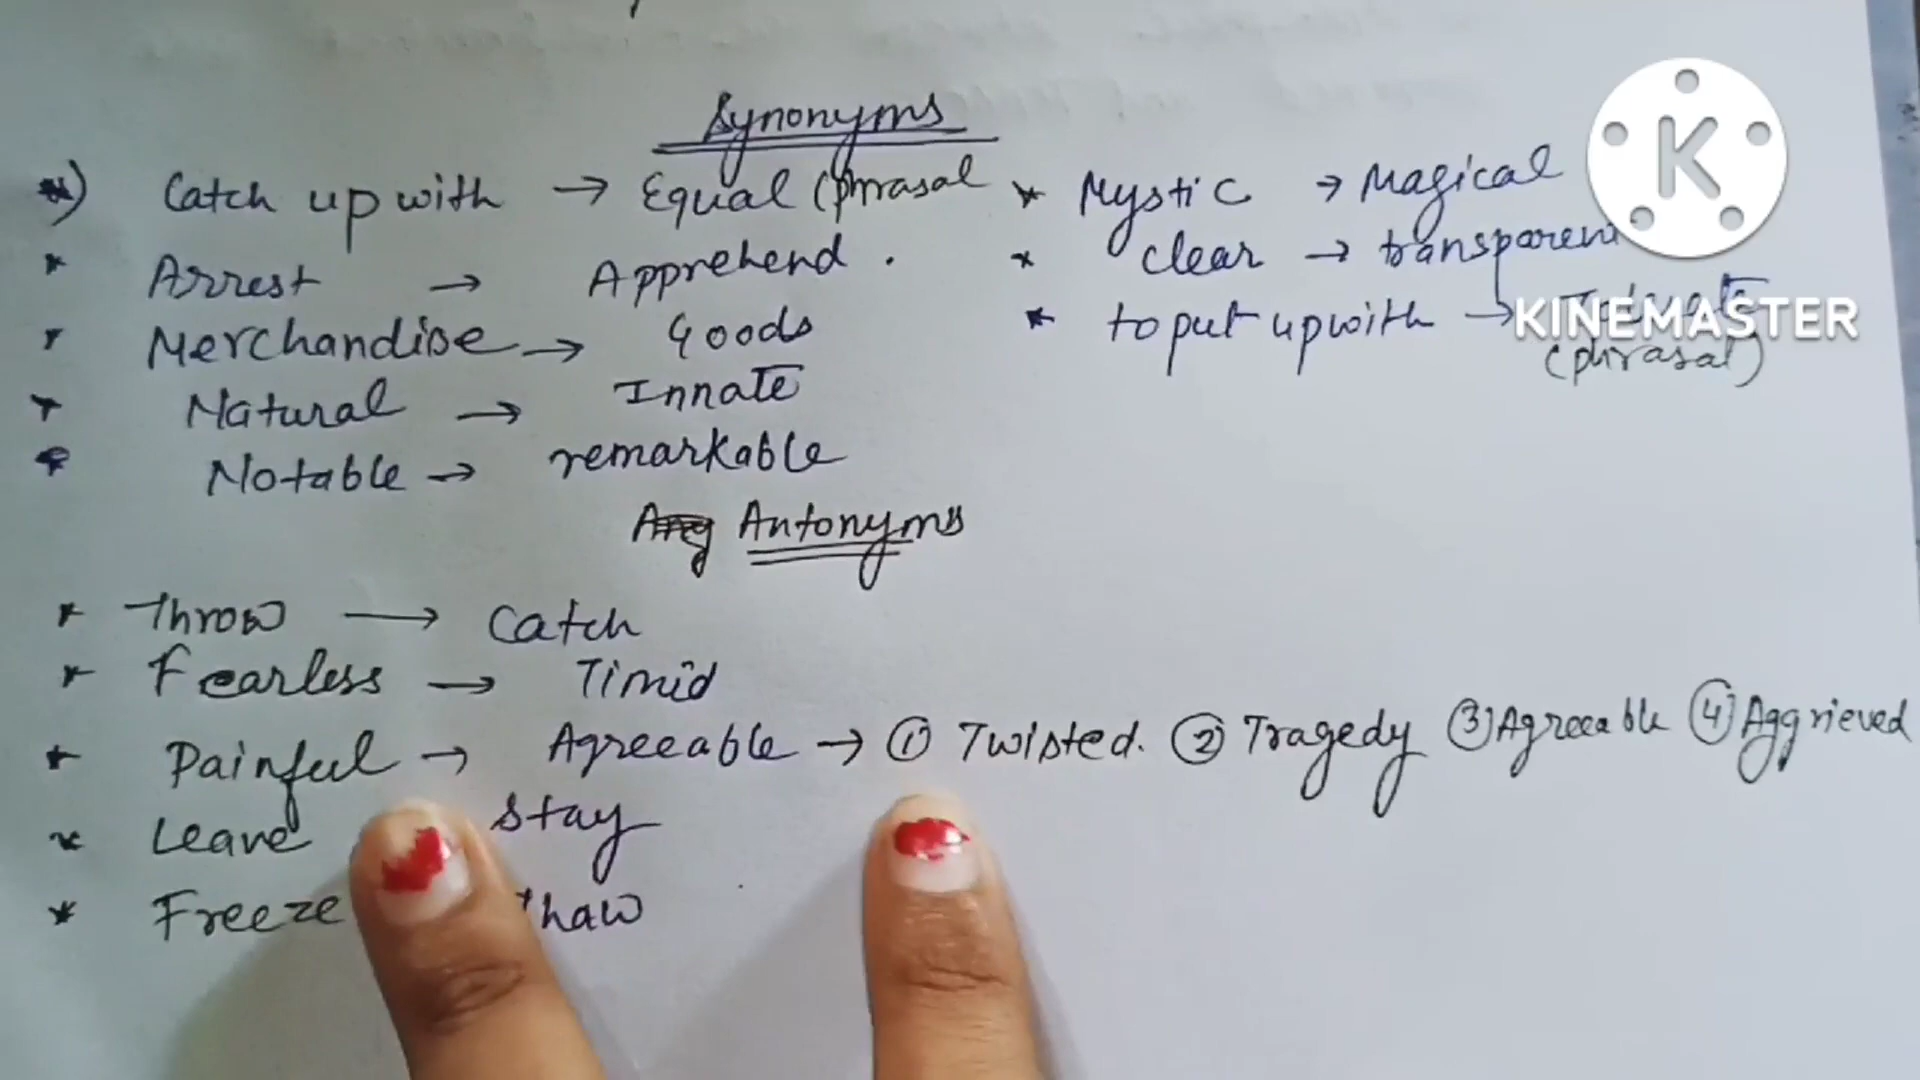 Synonyms
*) Catch up with → Equal (phrasal
* Arrest → Apprehend.
* Merchandise → Goods
* Natural → Innate
* Notable → remarkable
* Mystic → Magical
* clear → transparent
* to put up with →
(phrasal)
K
KINEMASTER
Antonyms
* Throw → Catch
* Fearless → Timid
* Painful → Agreeable → ① Twisted. ② Tragedy ③ Agreeable ④ Aggrieved
* Leave stay
* Freeze thaw